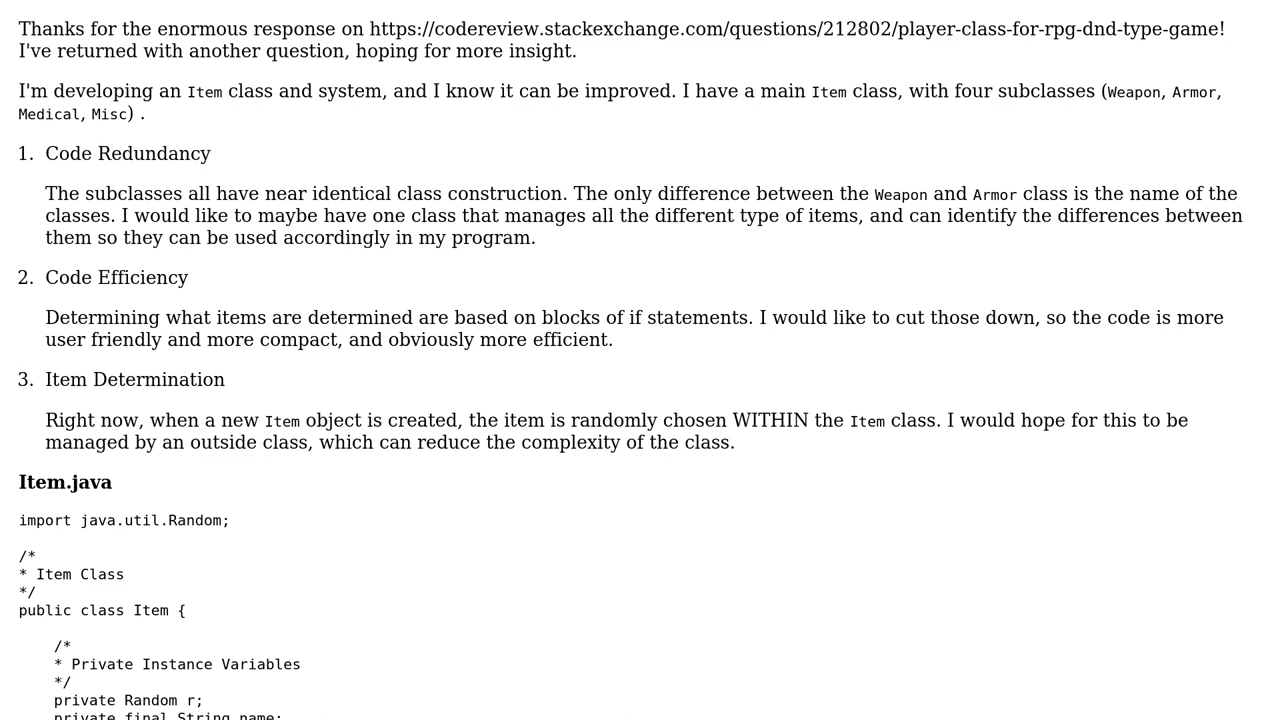 Thanks for the enormous response on https://codereview.stackexchange.com/questions/212802/player-class-for-rpg-dnd-type-game!
I've returned with another question, hoping for more insight.
I'm developing an Item class and system, and I know it can be improved. I have a main Item class, with four subclasses (Weapon, Armor,
Medical, Misc) .
1. Code Redundancy
The subclasses all have near identical class construction. The only difference between the Weapon and Armor class is the name of the
classes. I would like to maybe have one class that manages all the different type of items, and can identify the differences between
them so they can be used accordingly in my program.
2. Code Efficiency
Determining what items are determined are based on blocks of if statements. I would like to cut those down, so the code is more
user friendly and more compact, and obviously more efficient.
3. Item Determination
Right now, when a new Item object is created, the item is randomly chosen WITHIN the Item class. I would hope for this to be
managed by an outside class, which can reduce the complexity of the class.
Item.java
import java.util.Random;
/*
* Item Class
*/
public class Item {
/*
* Private Instance Variables
*/
private Random r;
private final String name;